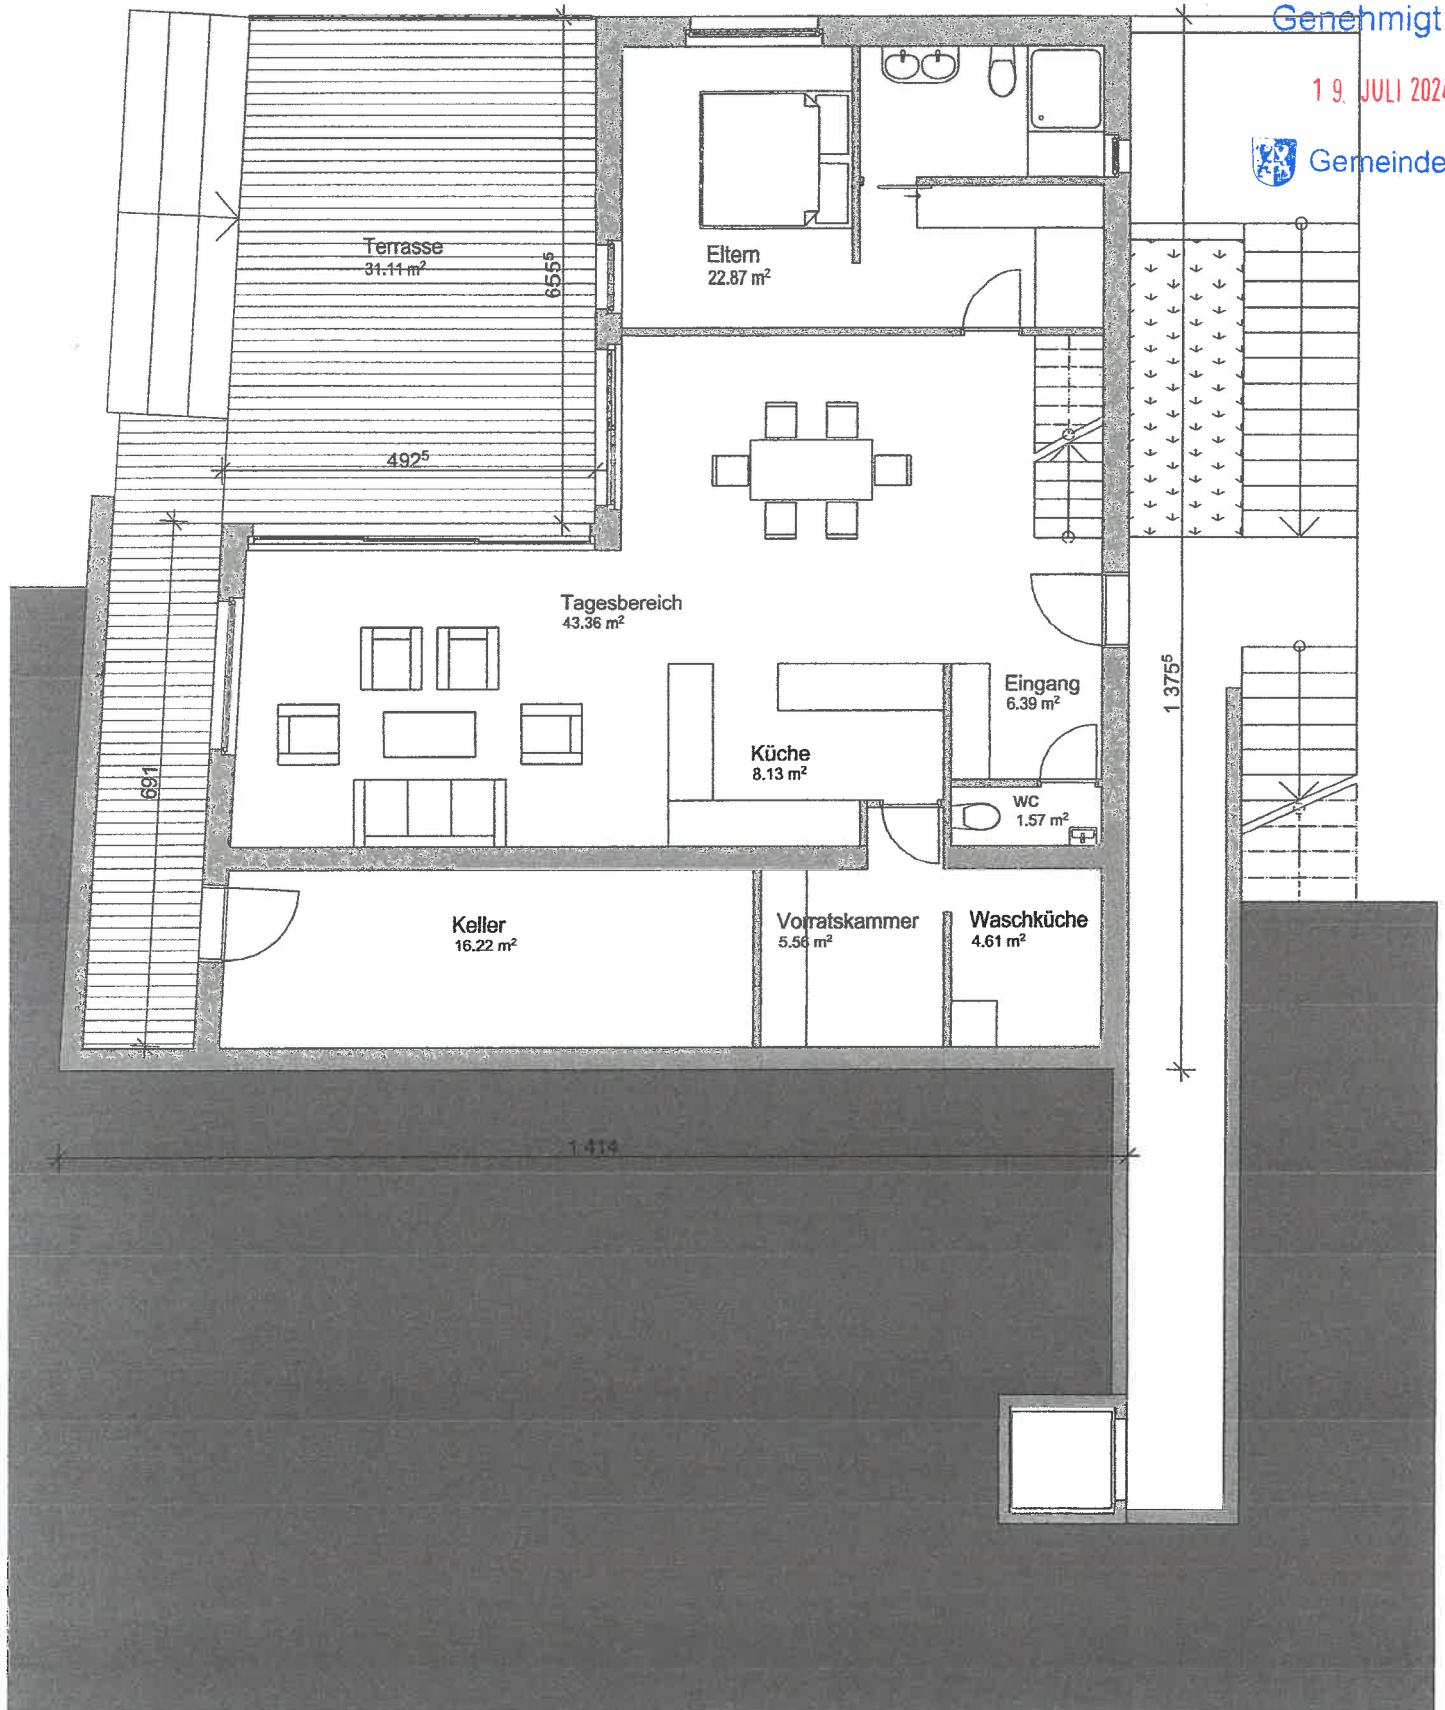 Genehmigt
19. JULI 2024
Gemeinde
Terrasse
31.11 m²
655⁵
Eltern
22.87 m²
492⁵
Tagesbereich
43.36 m²
Eingang
6.39 m²
1 375⁵
Küche
8.13 m²
WC
1.57 m²
691
Keller
16.22 m²
Vorratskammer
5.56 m²
Waschküche
4.61 m²
1 414